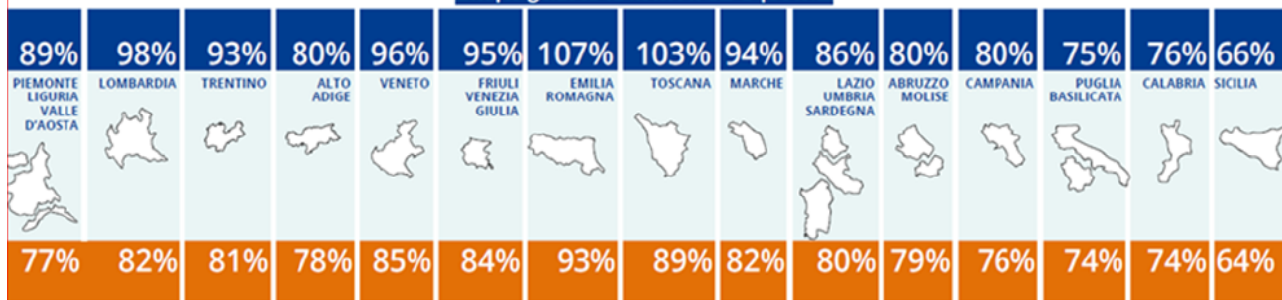 89% 98% 93% 80% 96% 95% 107% 103% 94% 86% 80% 80% 75% 76% 66%
PIEMONTE
LIGURIA
VALLE
D'AOSTA
LOMBARDIA
TRENTINO
ALTO
ADIGE
VENETO
FRIULI
VENEZIA
GIULIA
EMILIA
ROMAGNA
TOSCANA
MARCHE
LAZIO
UMBRIA
SARDEGNA
ABRUZZO
MOLISE
CAMPANIA
PUGLIA
BASILICATA
CALABRIA
SICILIA
77% 82% 81% 78% 85% 84% 93% 89% 82% 80% 79% 76% 74% 74% 64%